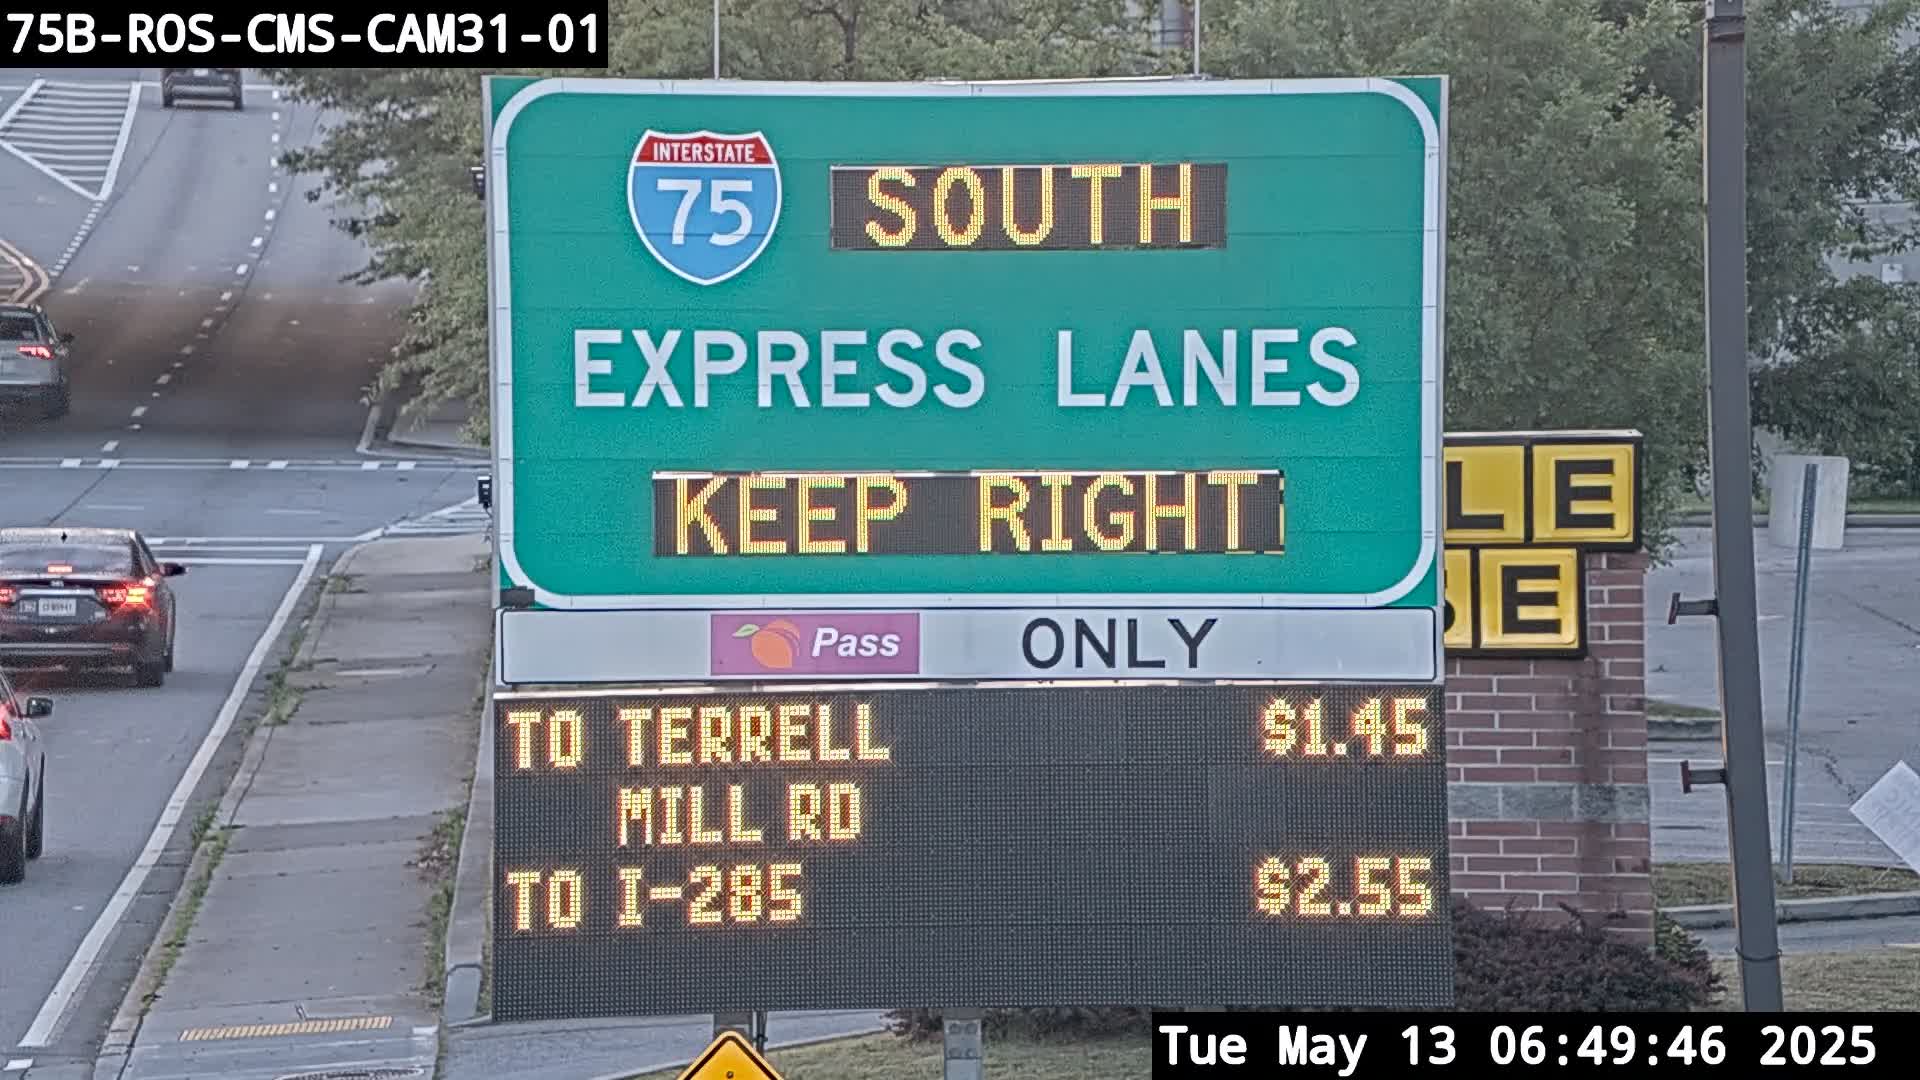 75B-ROS-CMS-CAM31-01
INTERSTATE
75
SOUTH
EXPRESS LANES
KEEP RIGHT
Pass ONLY
TO TERRELL $1.45
MILL RD
TO I-285 $2.55
LE
E
Tue May 13 06:49:46 2025